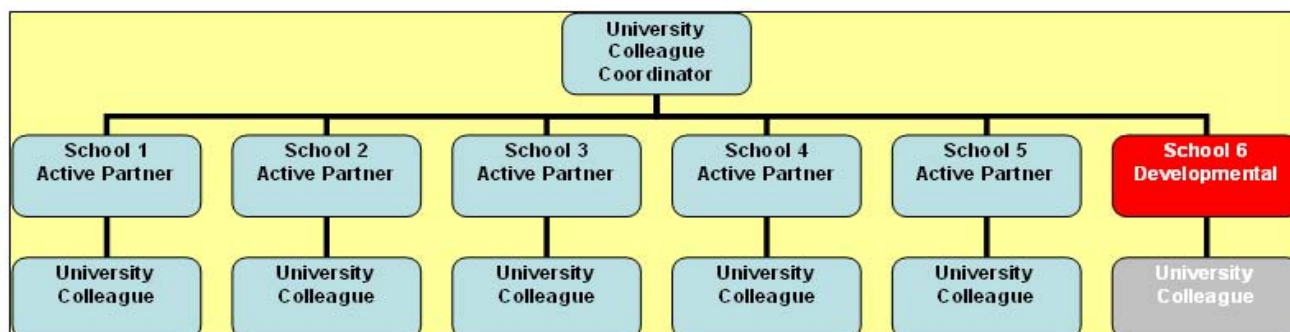 University
Colleague
Coordinator
School 1
Active Partner
School 2
Active Partner
School 3
Active Partner
School 4
Active Partner
School 5
Active Partner
School 6
Developmental
University
Colleague
University
Colleague
University
Colleague
University
Colleague
University
Colleague
University
Colleague